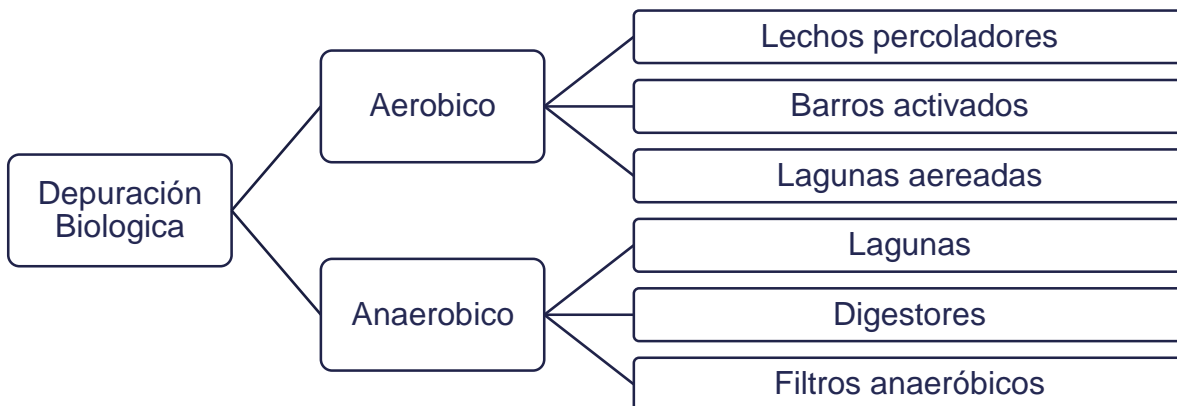 Depuración
Biologica
Aerobico
Lechos percoladores
Barros activados
Lagunas aereadas
Anaerobico
Lagunas
Digestores
Filtros anaeróbicos